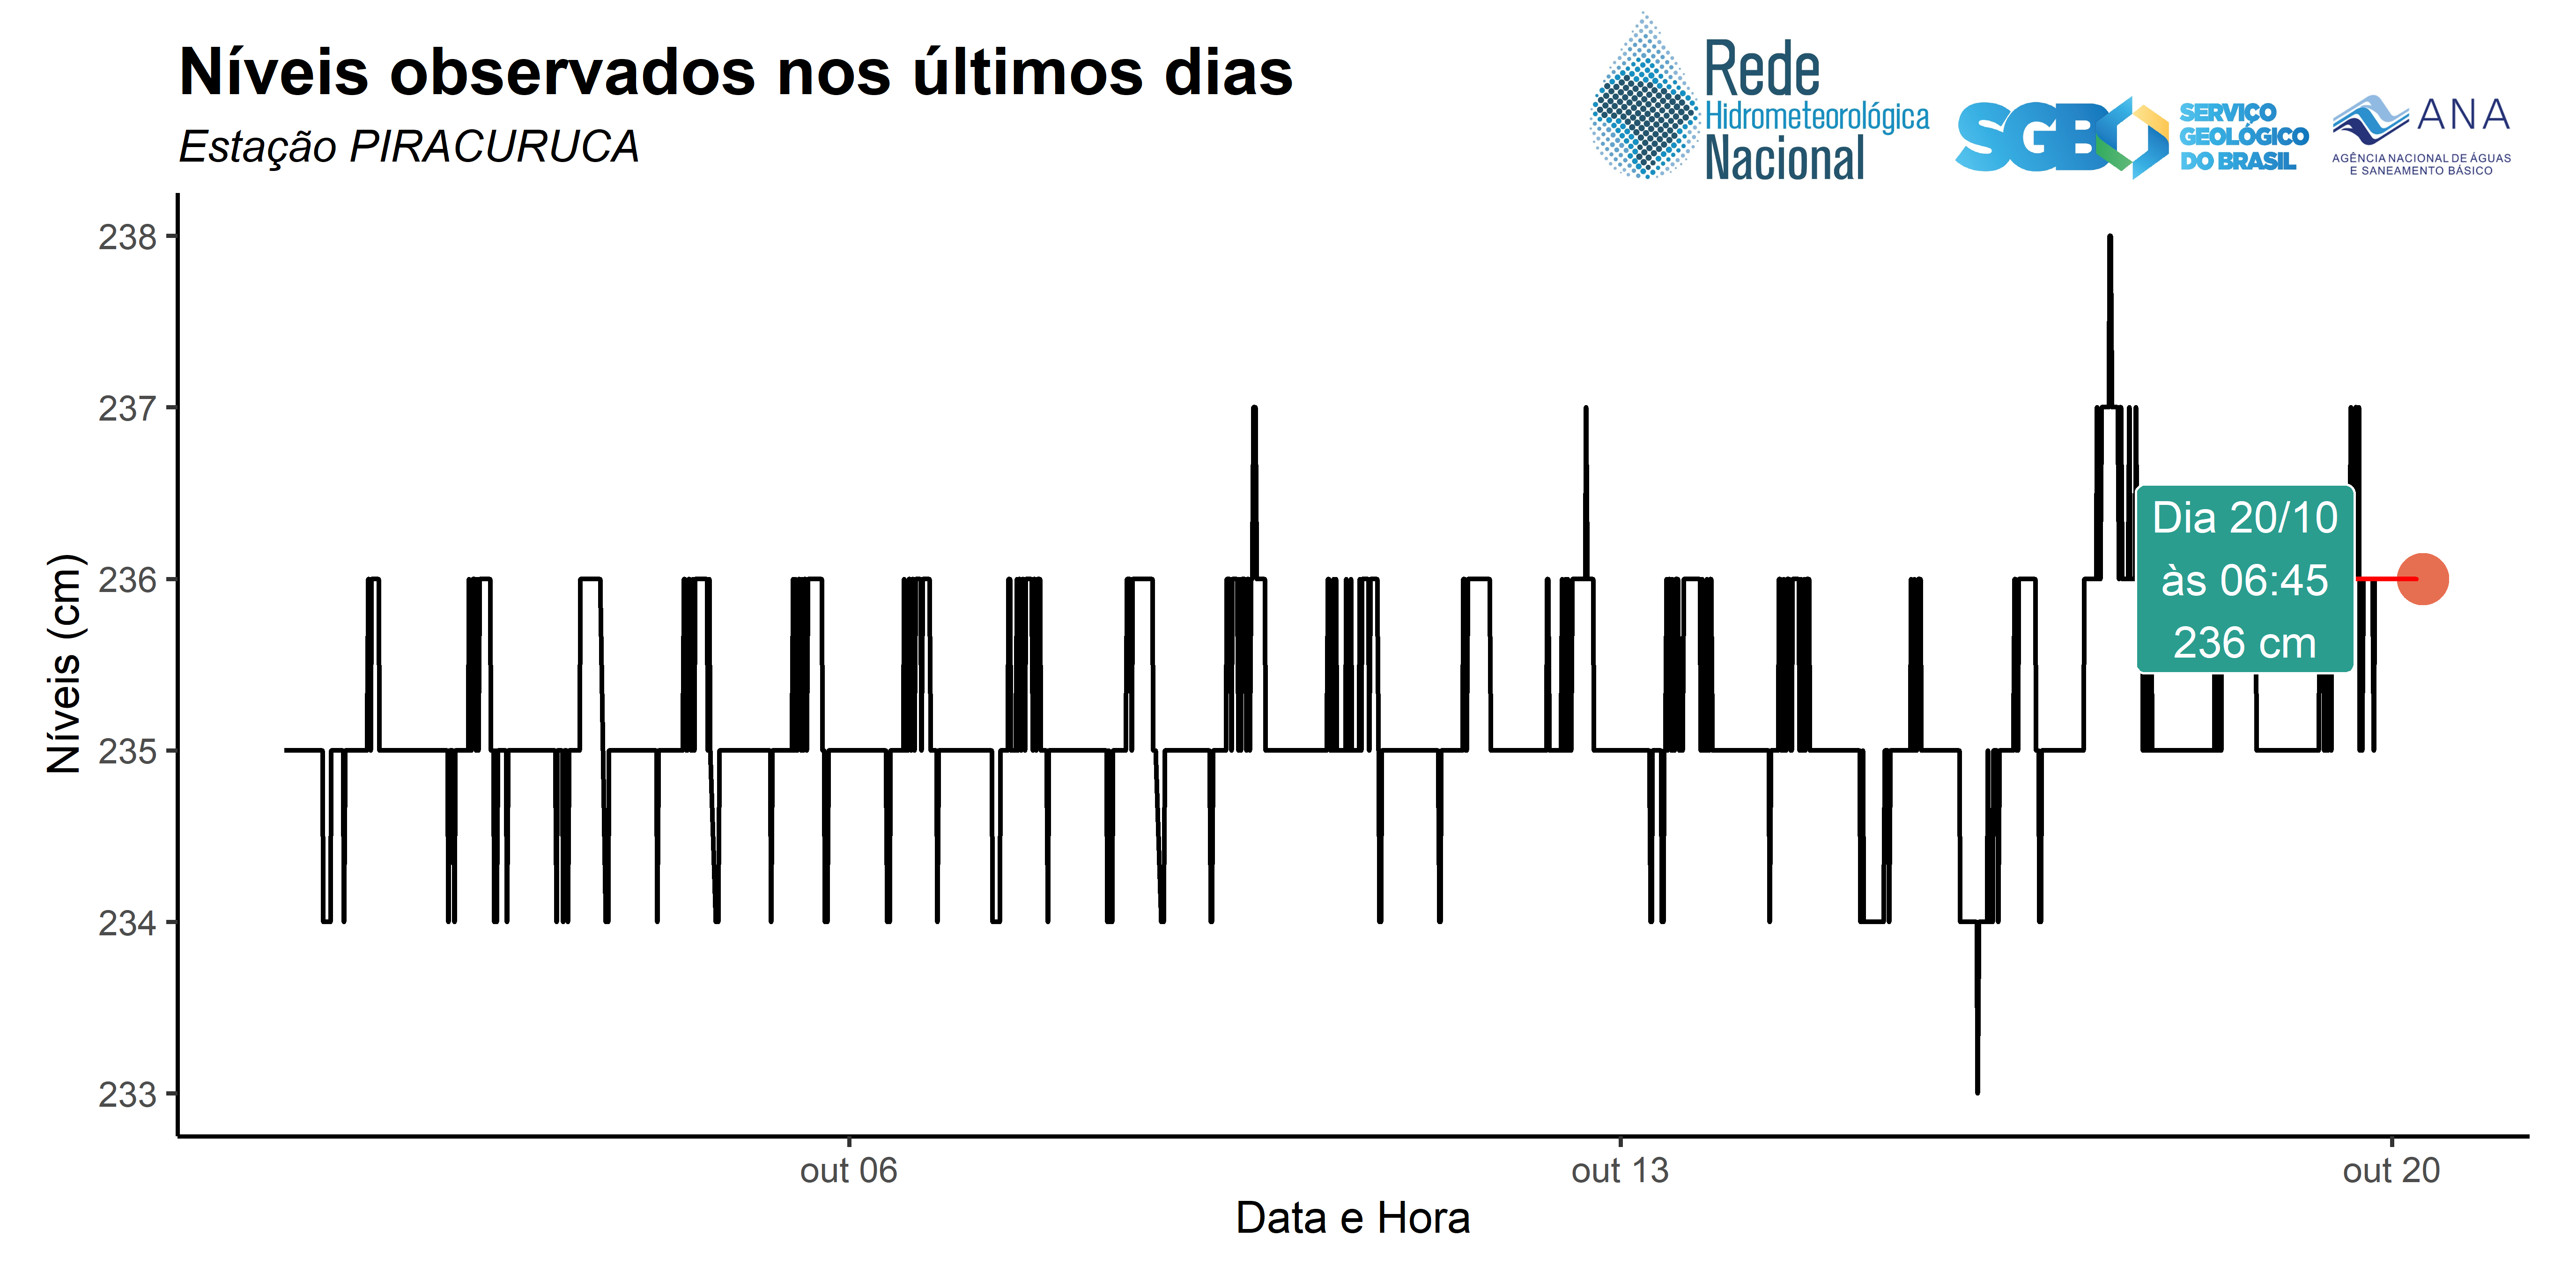 Níveis observados nos últimos dias
Estação PIRACURUCA
Rede
Hidrometeorológica
Nacional
SGB
SERVIÇO
GEOLÓGICO
DO BRASIL
ANA
AGÊNCIA NACIONAL DE ÁGUAS
E SANEAMENTO BÁSICO
238
237
236
235
234
233
Níveis (cm)
Dia 20/10
às 06:45
236 cm
out 06
out 13
out 20
Data e Hora